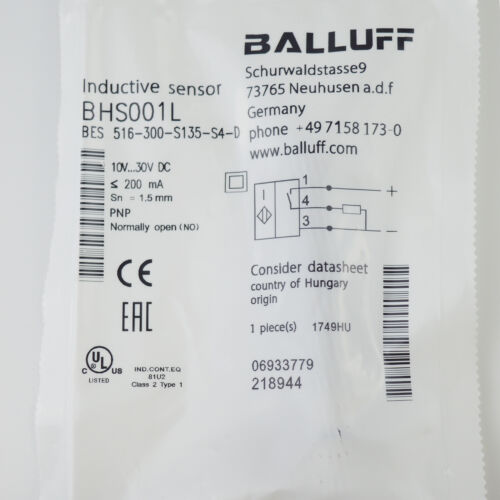 BALLUFF
Schurwaldstasse9
73765 Neuhusen a.d.f
Germany
phone +49 7158 173-0
www.balluff.com
Inductive sensor
BHS001L
BES 516-300-S135-S4-D
10V...30V DC
≤ 200 mA
Sn = 1.5 mm
PNP
Normally open (NO)
1
+
4
3
−
CE
EAC
Consider datasheet
country of Hungary
origin
1 piece(s) 1749HU
06933779
218944
C UL US
LISTED
IND.CONT.EQ
81U2
Class 2 Type 1